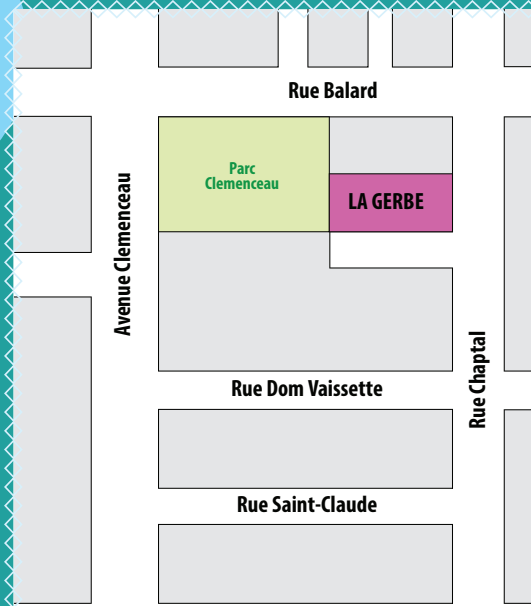 Rue Balard
Parc
Clemenceau
LA GERBE
Avenue Clemenceau
Rue Chaptal
Rue Dom Vaissette
Rue Saint-Claude